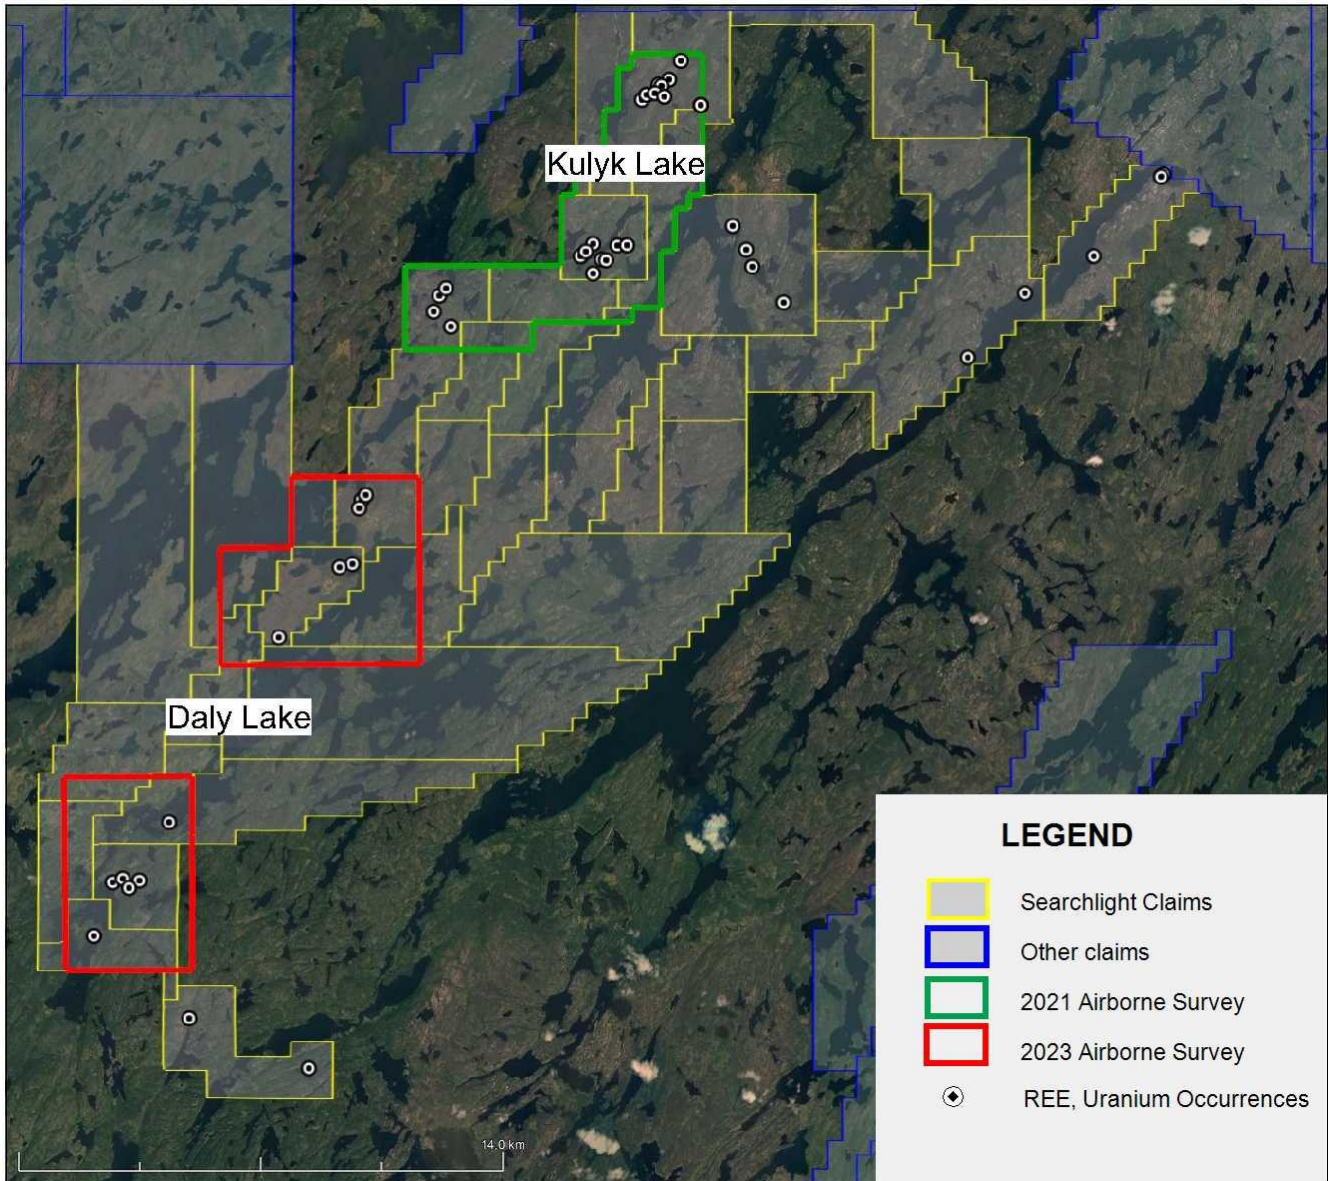 Kulyk Lake
Daly Lake
LEGEND
Searchlight Claims
Other claims
2021 Airborne Survey
2023 Airborne Survey
REE, Uranium Occurrences
14.0 km